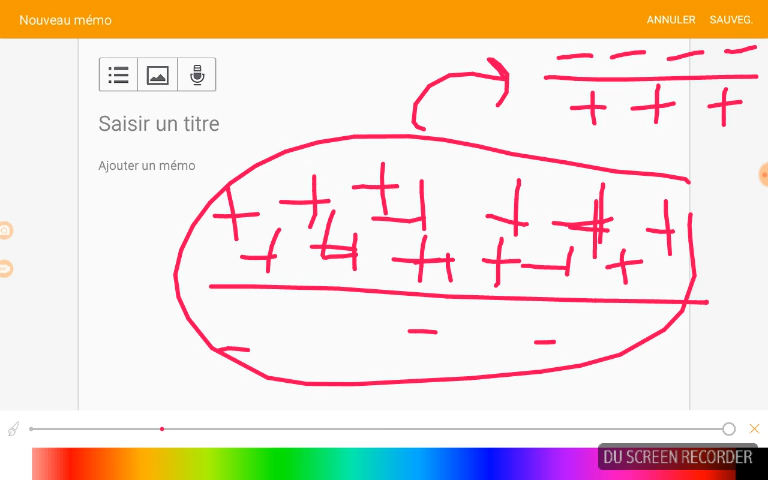 Nouveau mémo ANNULER SAUVEG.
− − − −
+ + +
Saisir un titre
Ajouter un mémo
− − −
DU SCREEN RECORDER